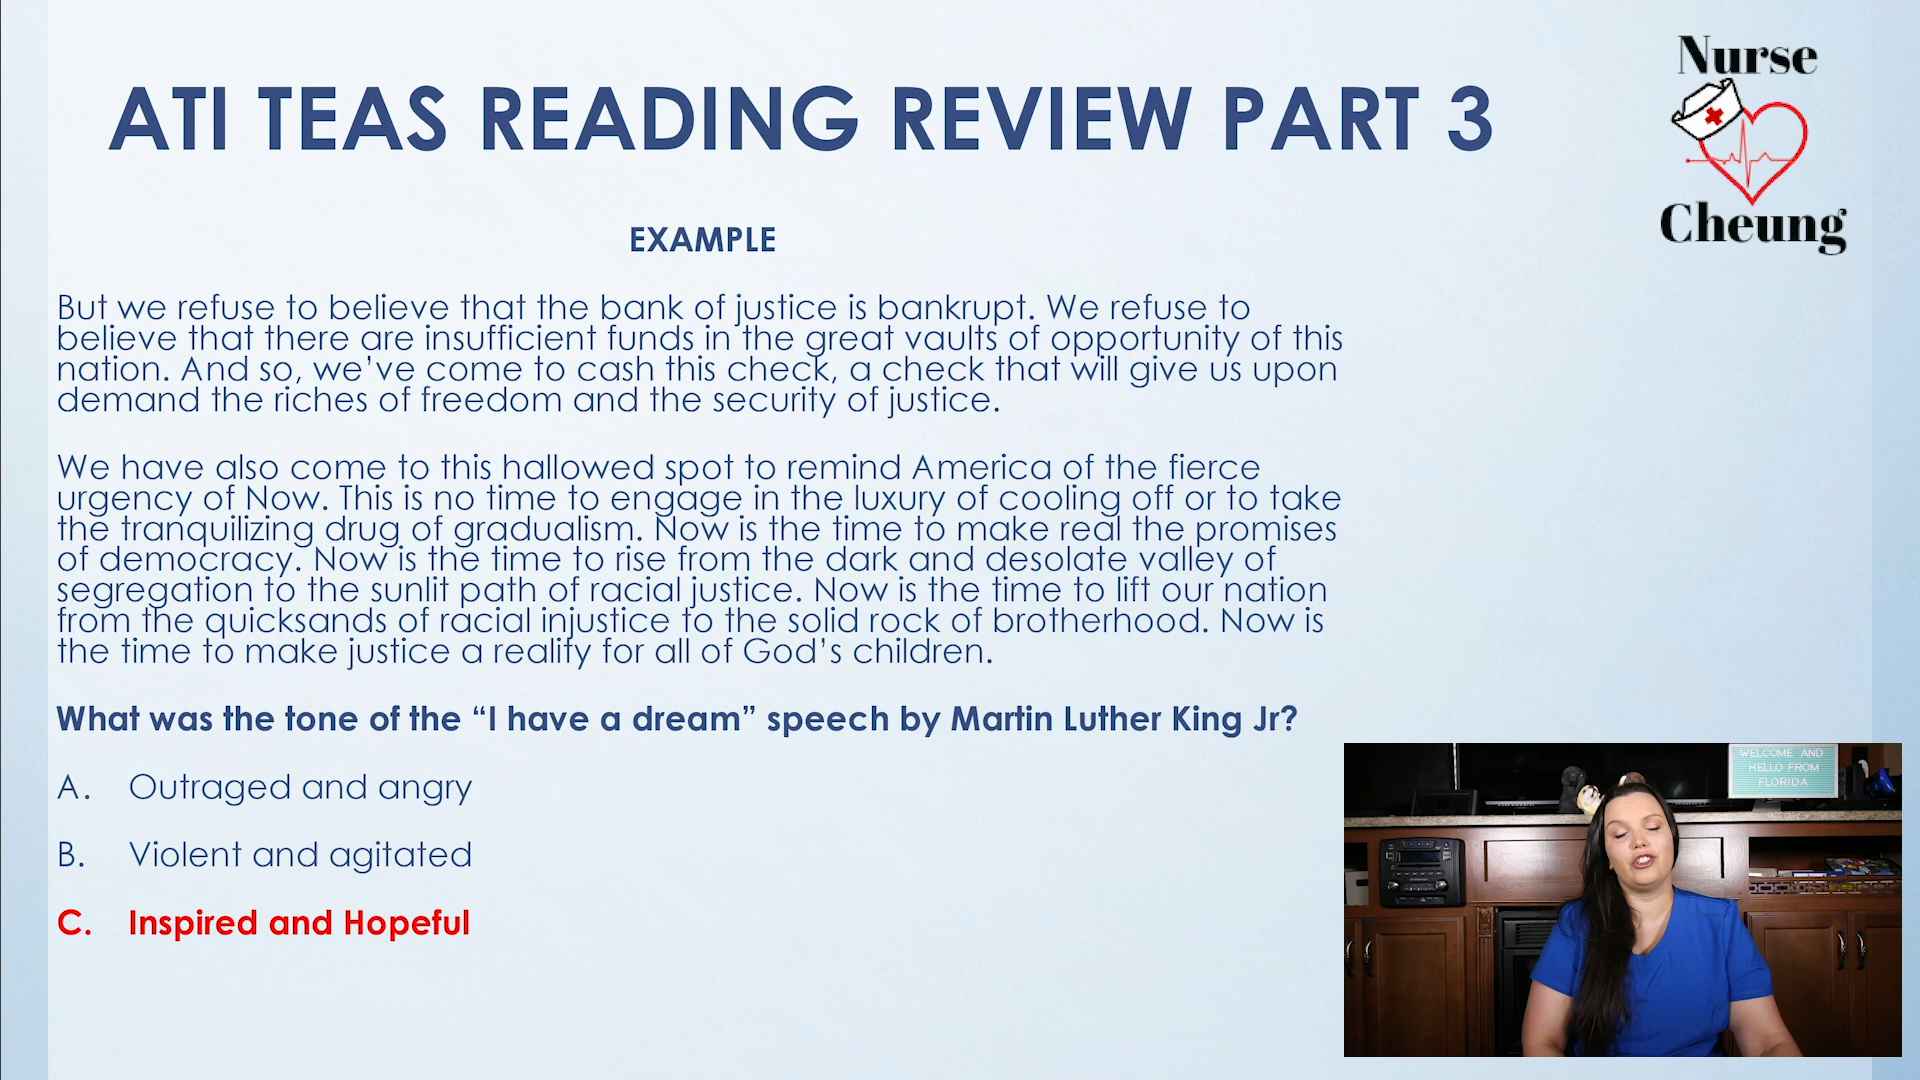 Nurse
Cheung
ATI TEAS READING REVIEW PART 3
EXAMPLE
But we refuse to believe that the bank of justice is bankrupt. We refuse to
believe that there are insufficient funds in the great vaults of opportunity of this
nation. And so, we’ve come to cash this check, a check that will give us upon
demand the riches of freedom and the security of justice.
We have also come to this hallowed spot to remind America of the fierce
urgency of Now. This is no time to engage in the luxury of cooling off or to take
the tranquilizing drug of gradualism. Now is the time to make real the promises
of democracy. Now is the time to rise from the dark and desolate valley of
segregation to the sunlit path of racial justice. Now is the time to lift our nation
from the quicksands of racial injustice to the solid rock of brotherhood. Now is
the time to make justice a reality for all of God’s children.
What was the tone of the “I have a dream” speech by Martin Luther King Jr?
A. Outraged and angry
B. Violent and agitated
C. Inspired and Hopeful
WELCOME AND
HELLO FROM
FLORIDA